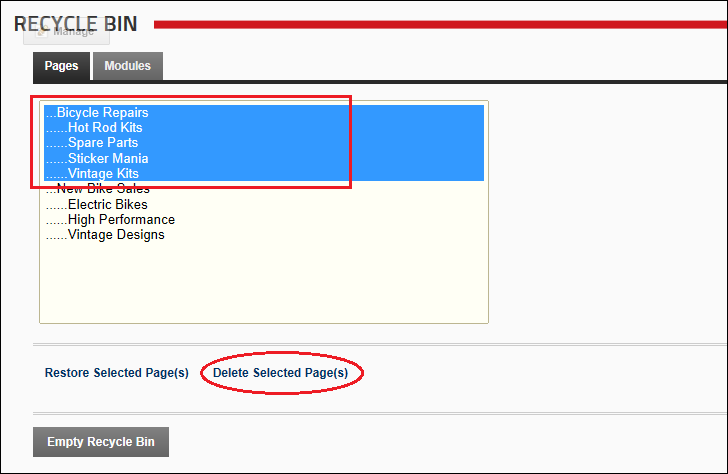 RECYCLE BIN
Manage
Pages Modules
...Bicycle Repairs
......Hot Rod Kits
......Spare Parts
......Sticker Mania
......Vintage Kits
...New Bike Sales
......Electric Bikes
......High Performance
......Vintage Designs
Restore Selected Page(s) Delete Selected Page(s)
Empty Recycle Bin